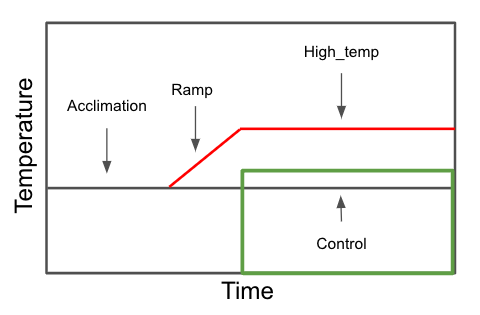 High_temp
Ramp
Acclimation
Temperature
Control
Time